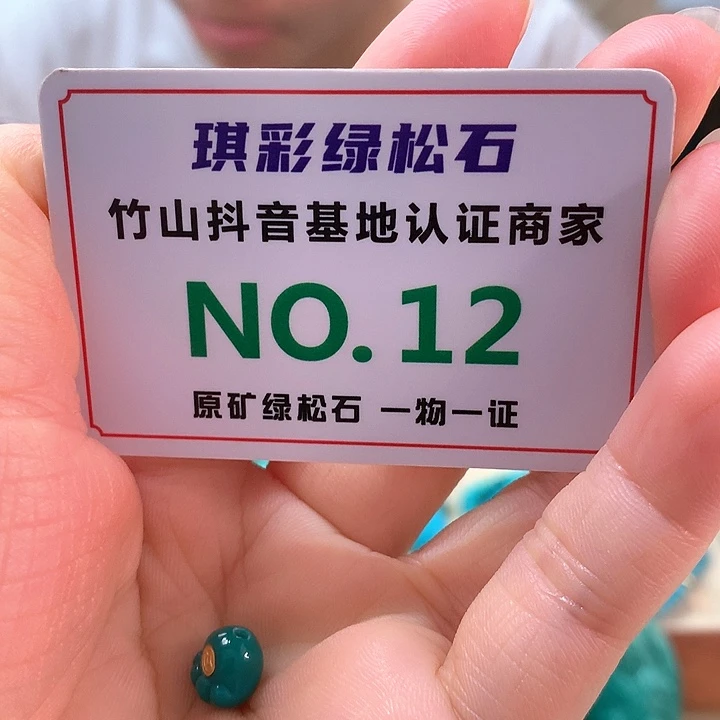 琪彩绿松石
竹山抖音基地认证商家
NO.12
原矿绿松石 一物一证